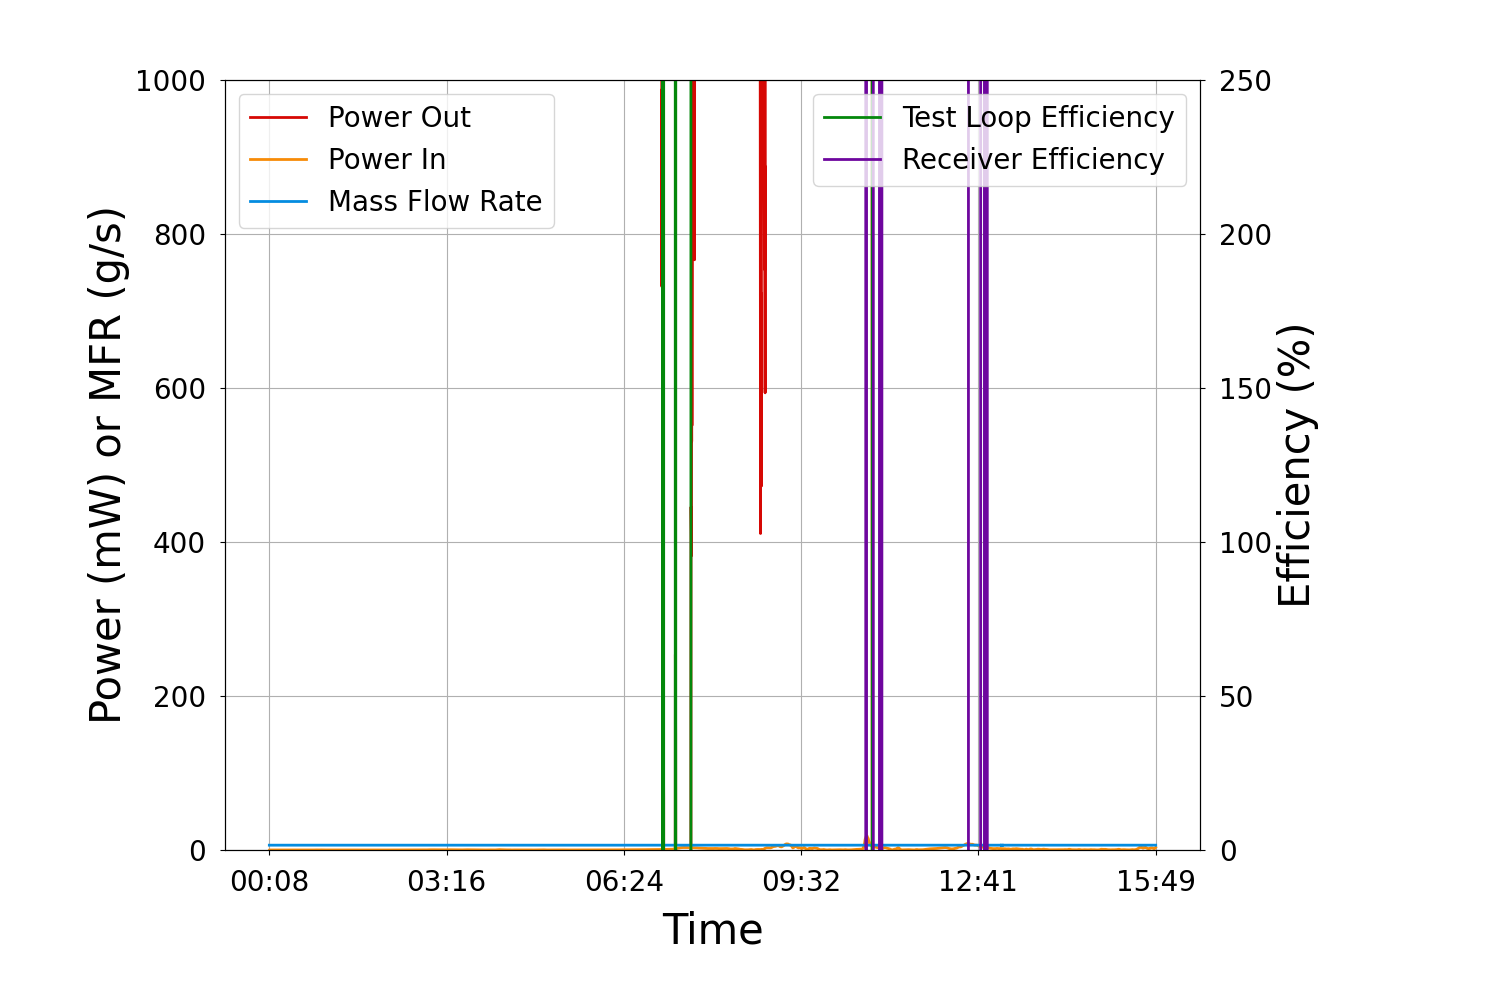 1000
800
600
400
200
0
Power (mW) or MFR (g/s)
Power Out
Power In
Mass Flow Rate
Test Loop Efficiency
Receiver Efficiency
250
200
150
100
50
0
Efficiency (%)
00:08 03:16 06:24 09:32 12:41 15:49
Time